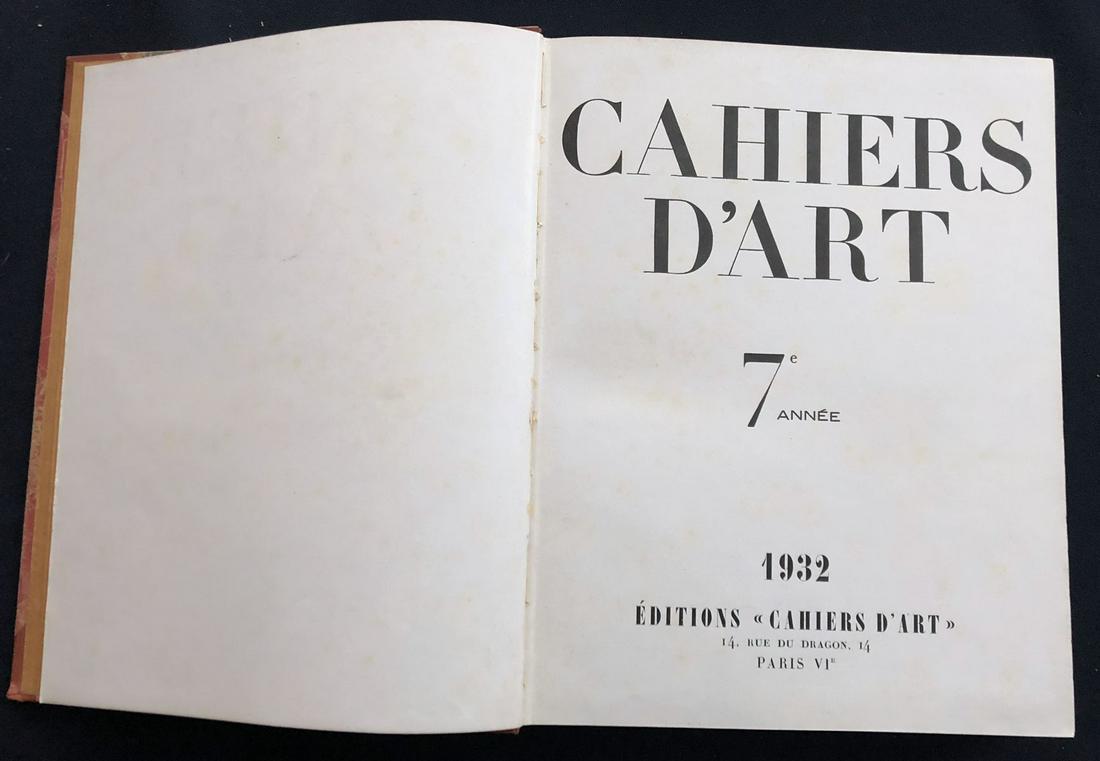 CAHIERS
D'ART
7e
ANNÉE
1932
ÉDITIONS « CAHIERS D'ART »
14, RUE DU DRAGON, 14
PARIS VIE